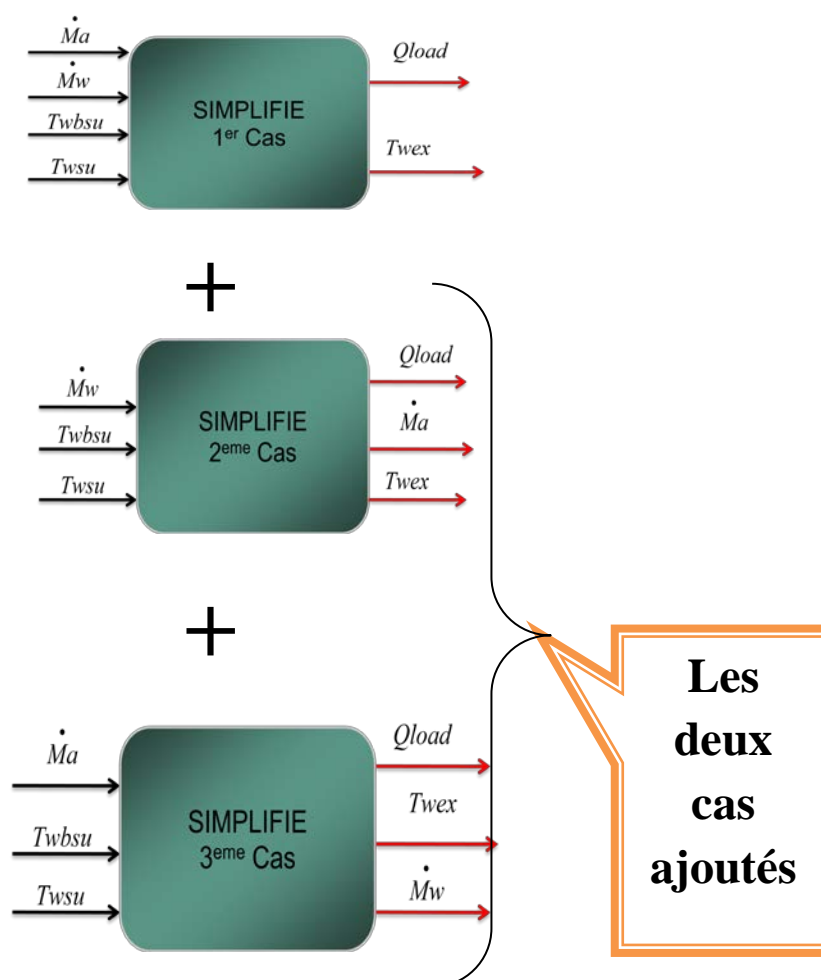 Ṁa
Ṁw
Twbsu
Twsu
SIMPLIFIE
1er Cas
Qload
Twex
+
Ṁw
Twbsu
Twsu
SIMPLIFIE
2eme Cas
Qload
Ṁa
Twex
+
Ṁa
Twbsu
Twsu
SIMPLIFIE
3eme Cas
Qload
Twex
Ṁw
Les
deux
cas
ajoutés